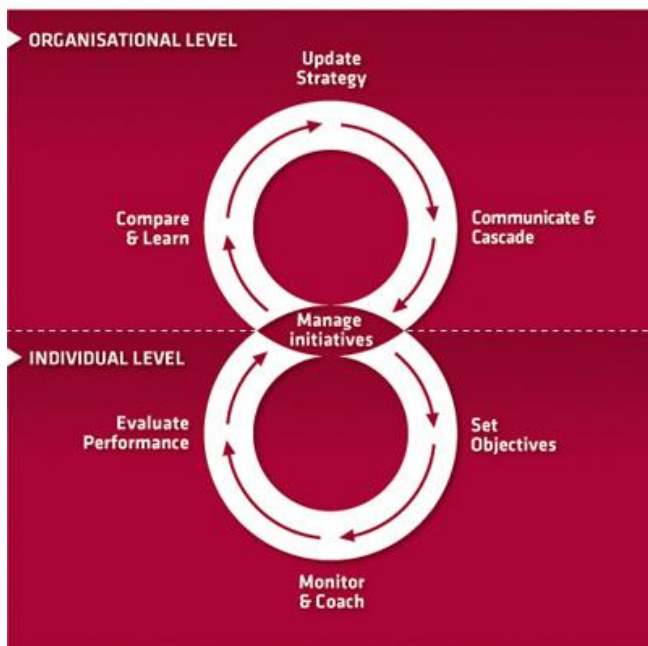 ORGANISATIONAL LEVEL
Update
Strategy
Compare
& Learn
Communicate &
Cascade
Manage
initiatives
INDIVIDUAL LEVEL
Evaluate
Performance
Set
Objectives
Monitor
& Coach